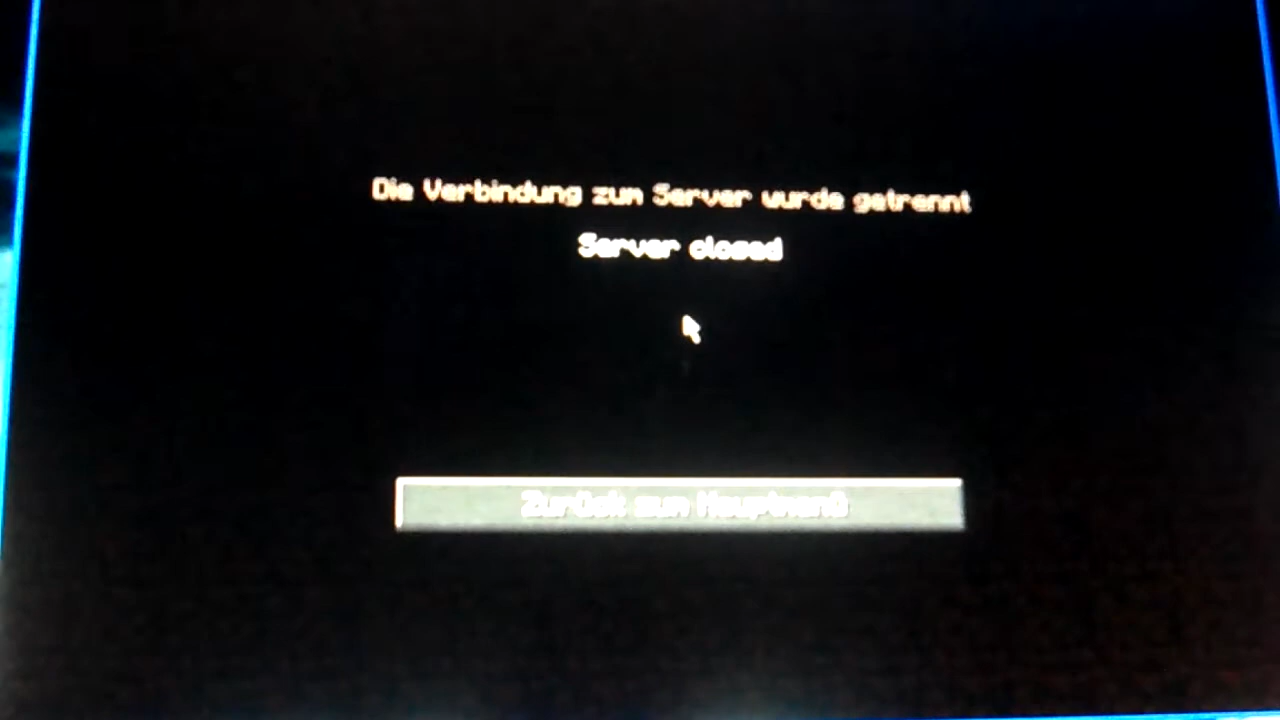 Die Verbindung zum Server wurde getrennt
Server closed
Zurück zum Hauptmenü